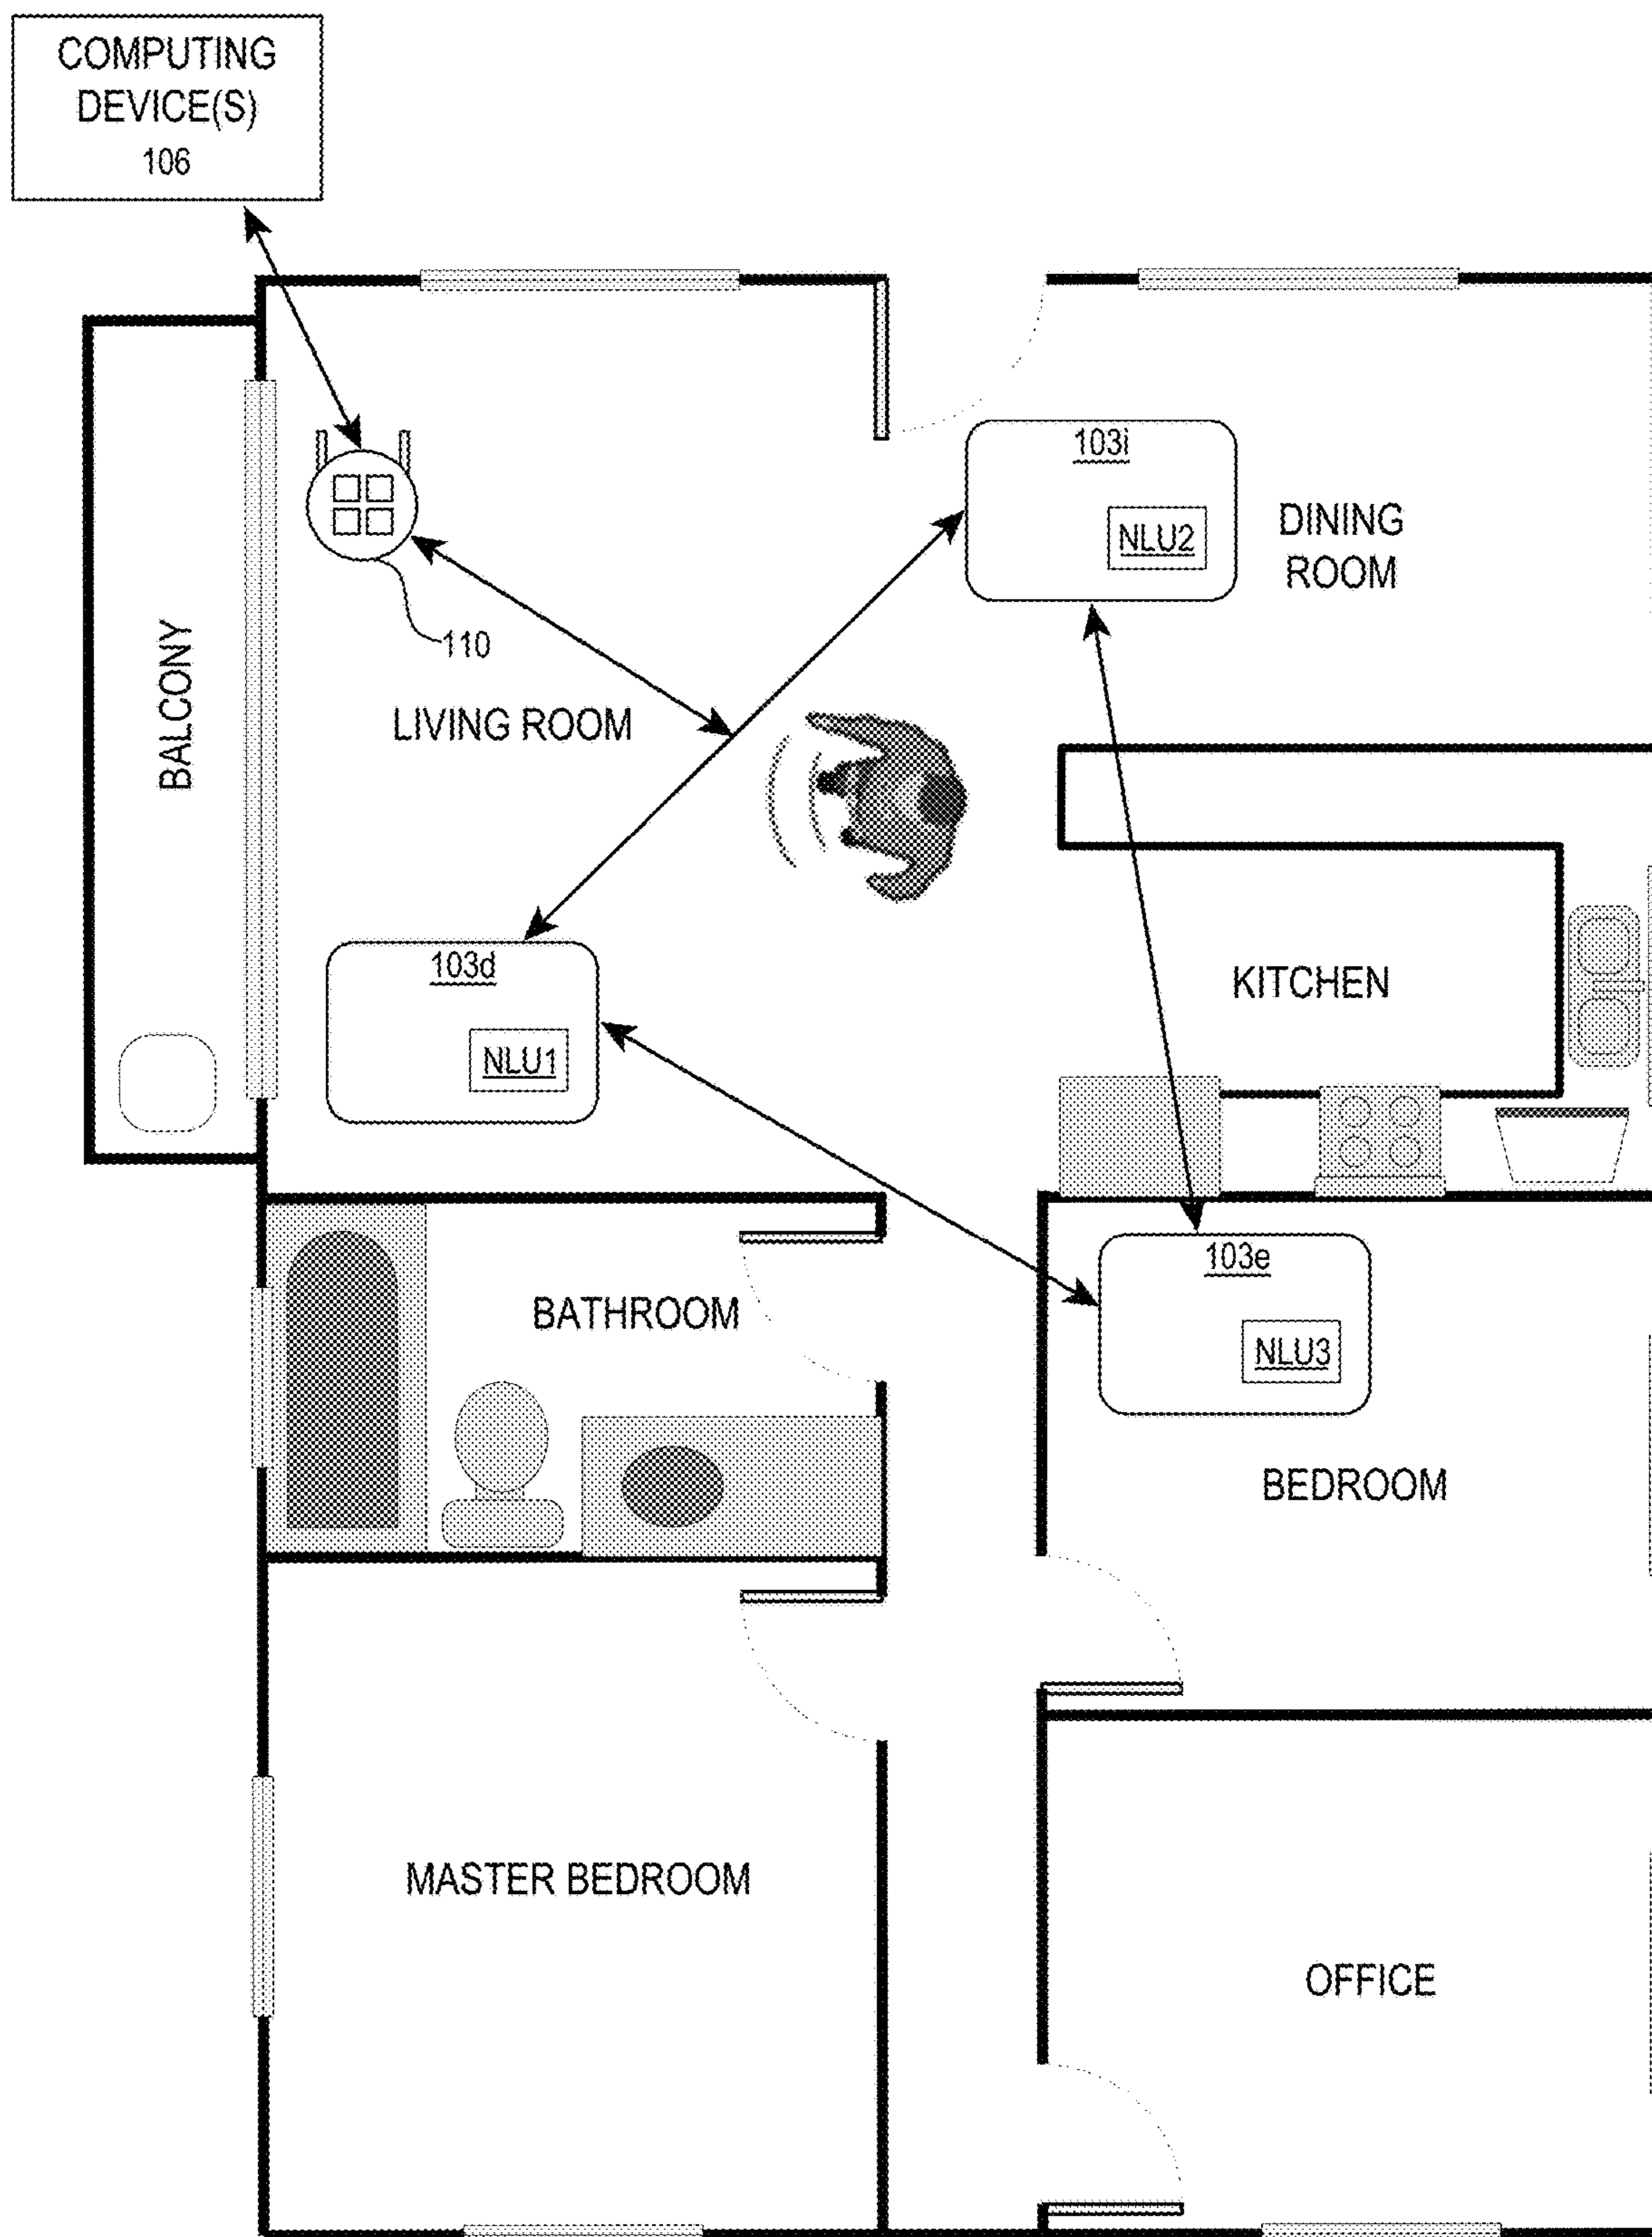 COMPUTING
DEVICE(S)
106
103i
NLU2
DINING
ROOM
110
LIVING ROOM
BALCONY
103d
NLU1
KITCHEN
103e
NLU3
BATHROOM
BEDROOM
MASTER BEDROOM
OFFICE